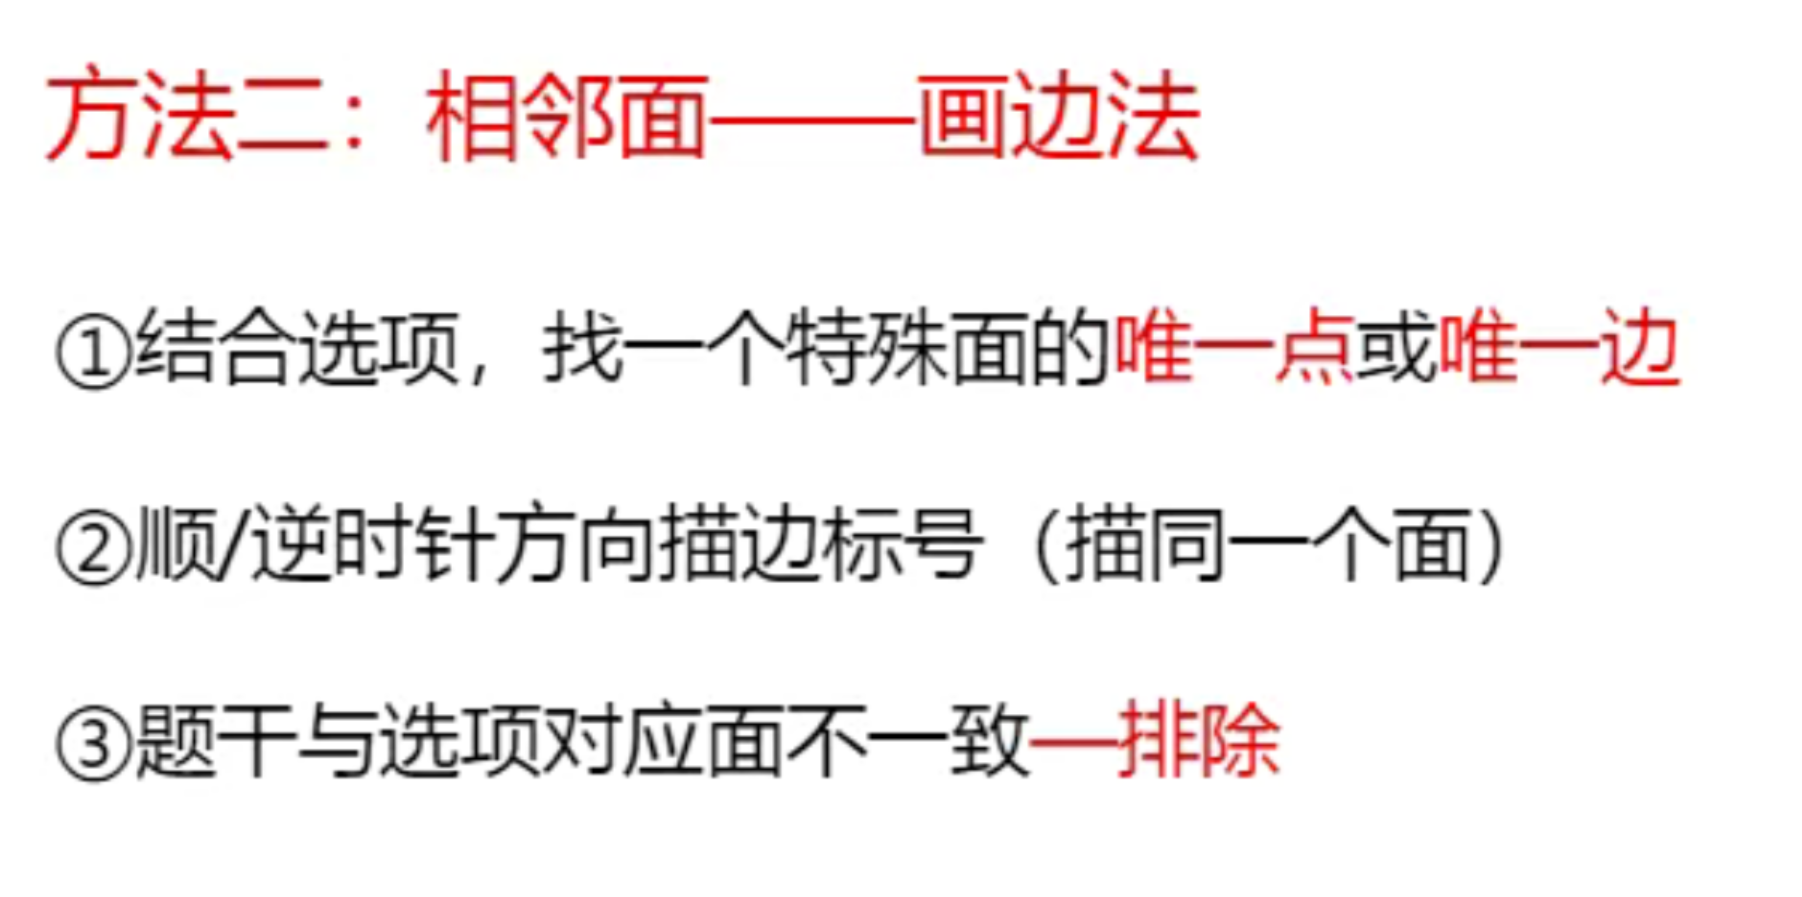 方法二：相邻面——画边法
①结合选项，找一个特殊面的唯一点或唯一边
②顺/逆时针方向描边标号（描同一个面）
③题干与选项对应面不一致—排除